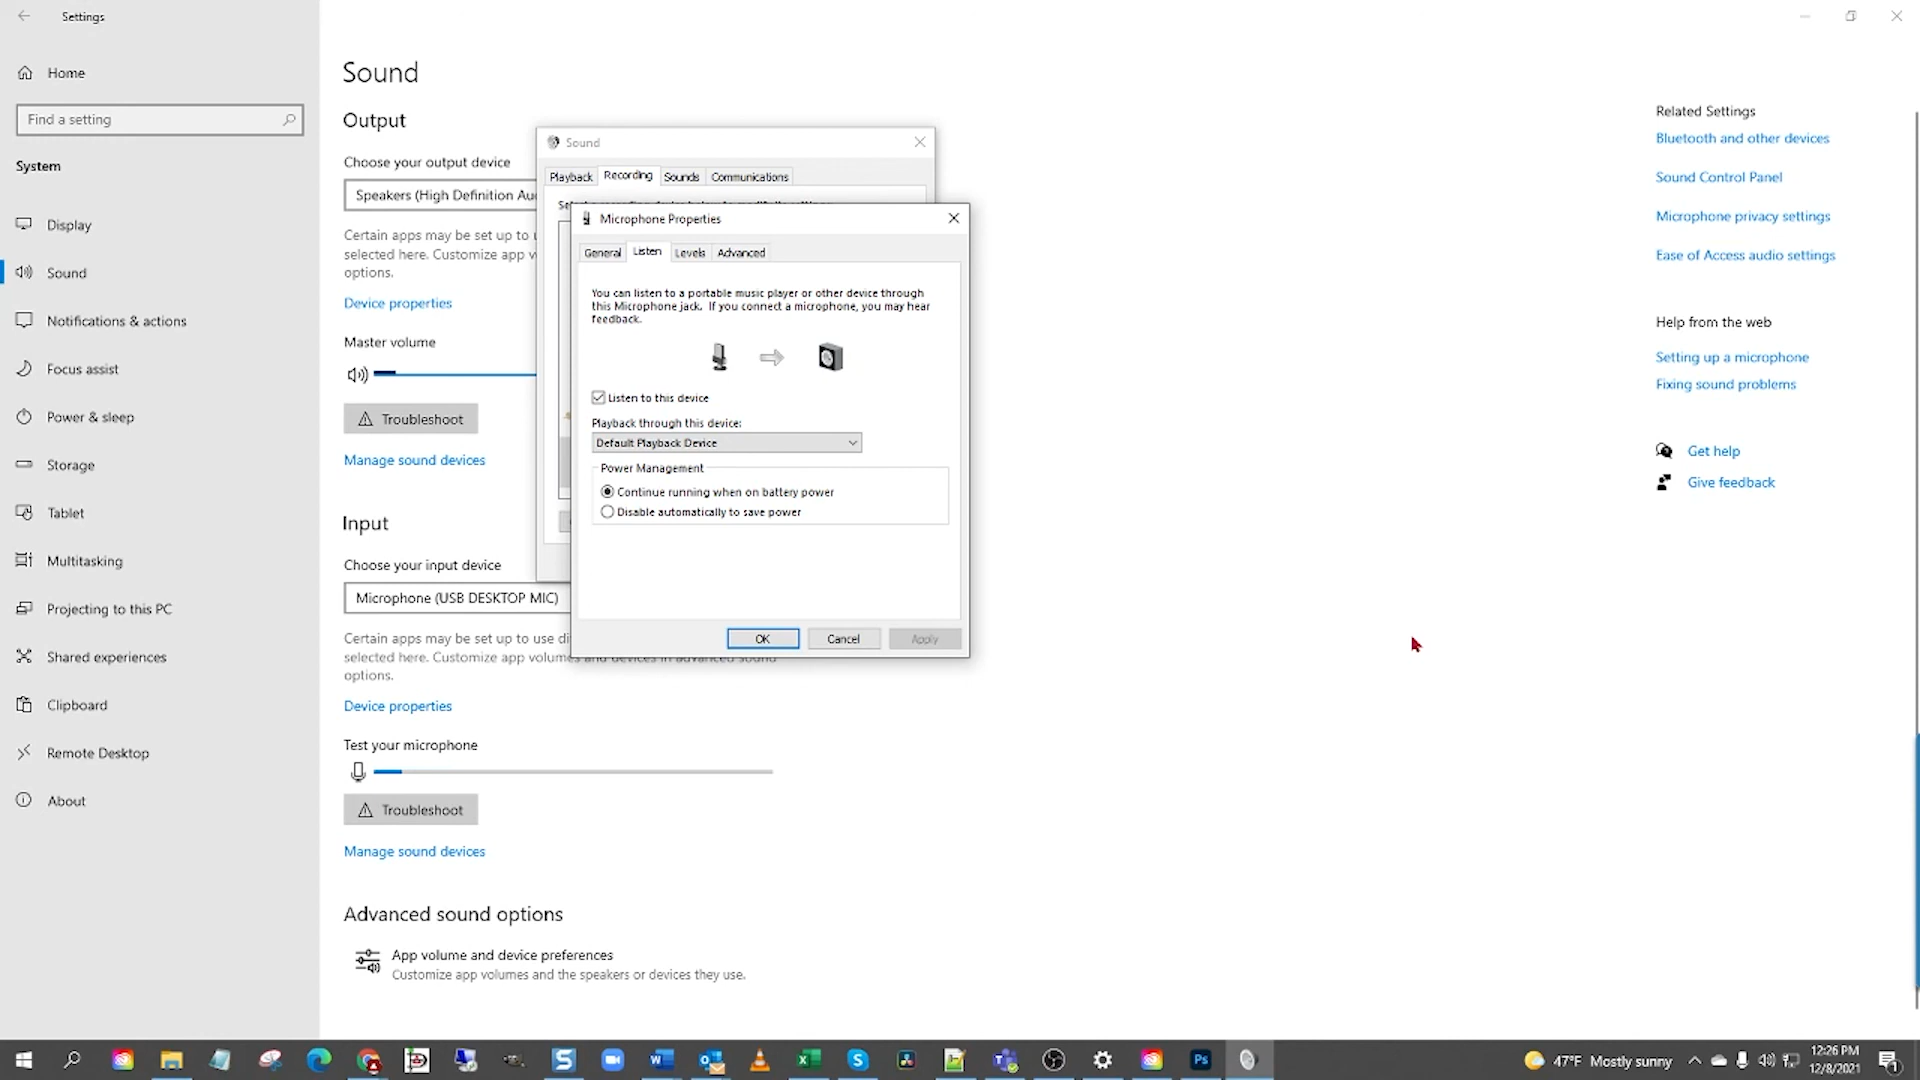 Settings
Home
Find a setting
System
Display
Sound
Notifications & actions
Focus assist
Power & sleep
Storage
Tablet
Multitasking
Projecting to this PC
Shared experiences
Clipboard
Remote Desktop
About
Sound
Output
Choose your output device
Speakers (High Definition Au
Certain apps may be set up to
selected here. Customize app v
options.
Device properties
Master volume
Troubleshoot
Manage sound devices
Input
Choose your input device
Microphone (USB DESKTOP MIC)
Certain apps may be set up to use di
selected here. Customize app volumes and devices in advanced sound
options.
Device properties
Test your microphone
Troubleshoot
Manage sound devices
Advanced sound options
App volume and device preferences
Customize app volumes and the speakers or devices they use.
Sound
Playback Recording Sounds Communications
Microphone Properties
General Listen Levels Advanced
You can listen to a portable music player or other device through
this Microphone jack. If you connect a microphone, you may hear
feedback.
Listen to this device
Playback through this device:
Default Playback Device
Power Management
Continue running when on battery power
Disable automatically to save power
OK Cancel Apply
Related Settings
Bluetooth and other devices
Sound Control Panel
Microphone privacy settings
Ease of Access audio settings
Help from the web
Setting up a microphone
Fixing sound problems
Get help
Give feedback
47°F Mostly sunny
12:26 PM
12/8/2021